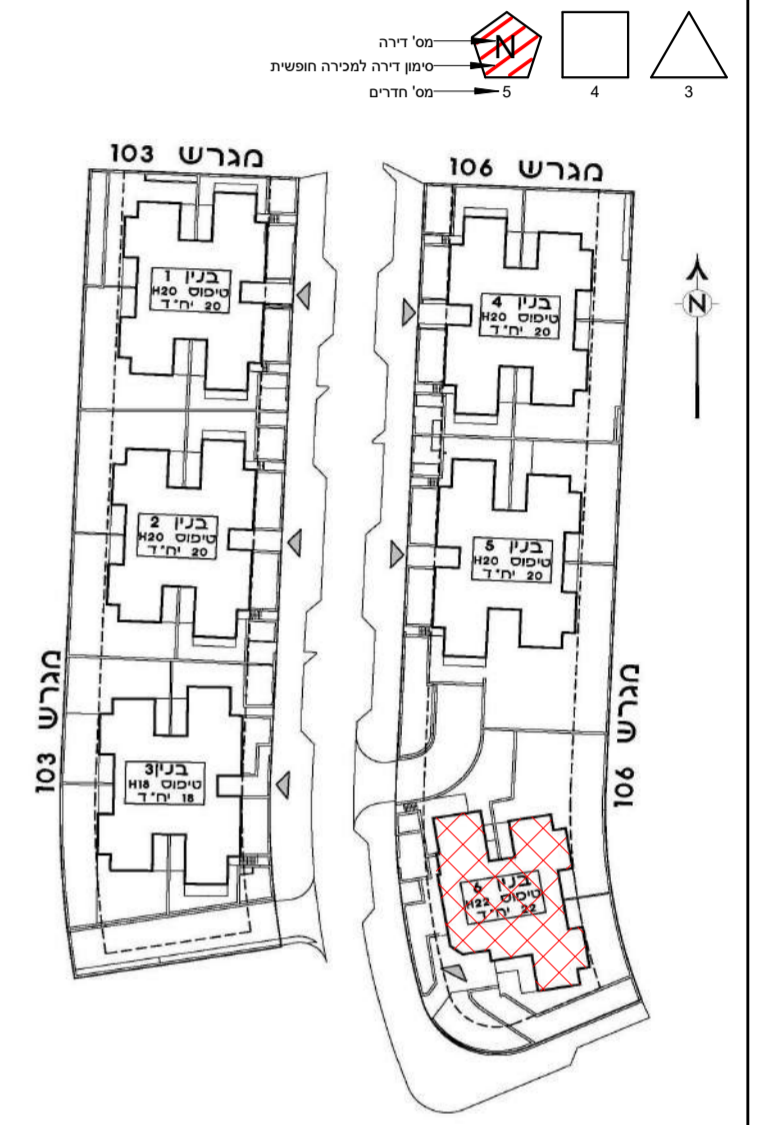 מס' דירה
N
סימון דירה למכירה חופשית
מס' חדרים
5
4
3
מגרש 103
מגרש 106
בנין 1
טיפוס H20
20 יח"ד
בנין 4
טיפוס H20
20 יח"ד
N
בנין 2
טיפוס H20
20 יח"ד
בנין 5
טיפוס H20
20 יח"ד
מגרש 103
מגרש 106
בנין3
טיפוס H18
18 יח"ד
בנין 6
טיפוס H22
22 יח"ד